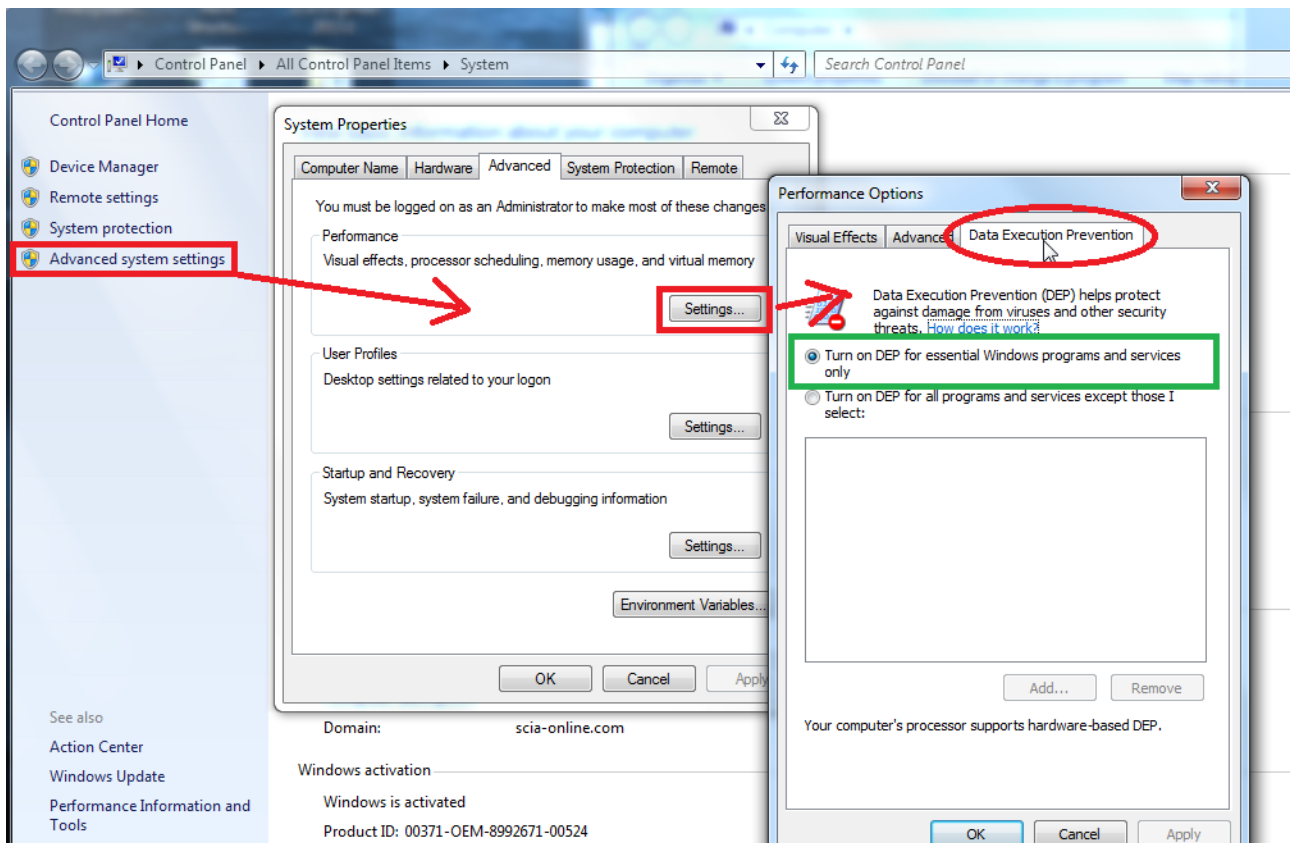 Control Panel
All Control Panel Items
System
Search Control Panel
Control Panel Home
Device Manager
Remote settings
System protection
Advanced system settings
See also
Action Center
Windows Update
Performance Information and
Tools
System Properties
Computer Name
Hardware
Advanced
System Protection
Remote
You must be logged on as an Administrator to make most of these changes
Performance
Visual effects, processor scheduling, memory usage, and virtual memory
Settings...
User Profiles
Desktop settings related to your logon
Settings...
Startup and Recovery
System startup, system failure, and debugging information
Settings...
Environment Variables...
OK
Cancel
Apply
Domain: scia-online.com
Windows activation
Windows is activated
Product ID: 00371-OEM-8992671-00524
Performance Options
Visual Effects
Advanced
Data Execution Prevention
Data Execution Prevention (DEP) helps protect
against damage from viruses and other security
threats. How does it work?
Turn on DEP for essential Windows programs and services
only
Turn on DEP for all programs and services except those I
select:
Add...
Remove
Your computer's processor supports hardware-based DEP.
OK
Cancel
Apply